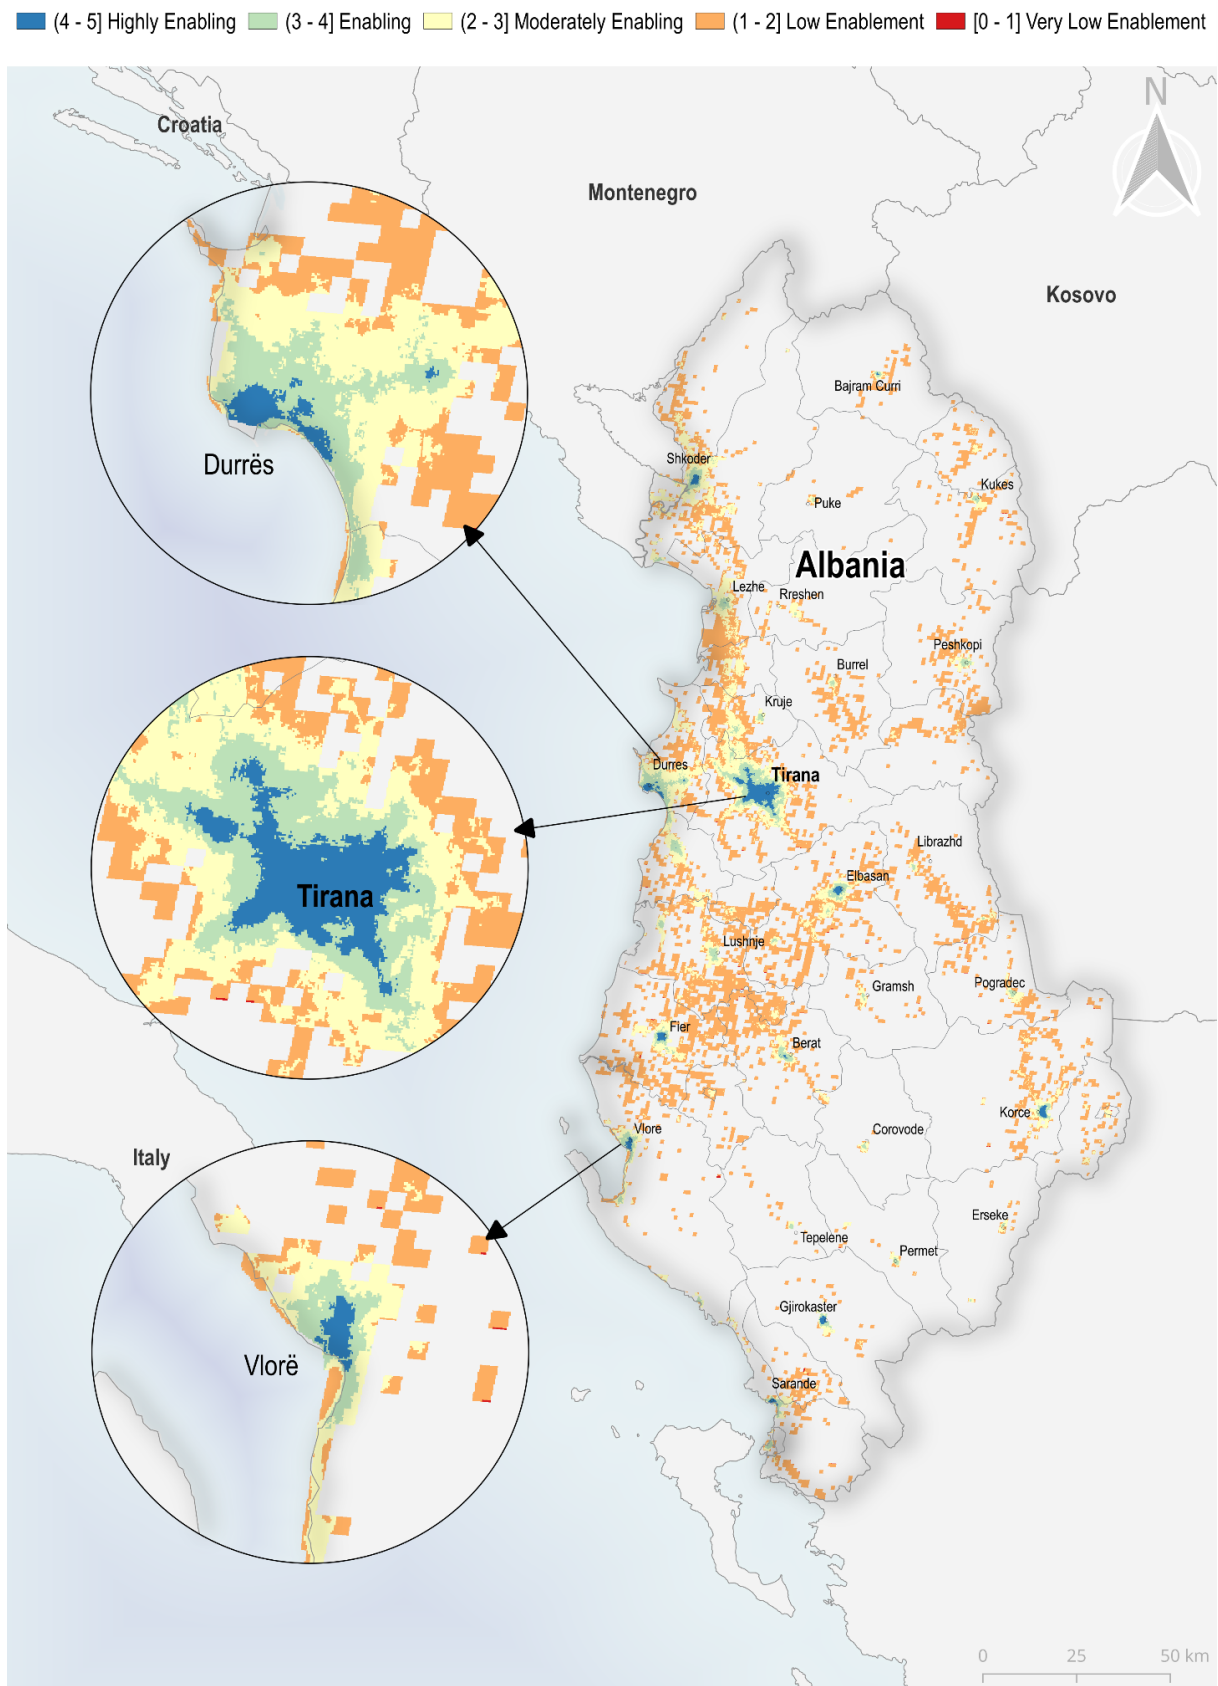 (4 - 5] Highly Enabling (3 - 4] Enabling (2 - 3] Moderately Enabling (1 - 2] Low Enablement [0 - 1] Very Low Enablement
N
Croatia
Montenegro
Kosovo
Bajram Curri
Durrës
Shkoder
Kukes
Puke
Albania
Lezhe
Rreshen
Peshkopi
Burrel
Kruje
Durres
Tirana
Librazhd
Elbasan
Tirana
Lushnje
Gramsh
Pogradec
Fier
Berat
Korce
Vlore
Corovode
Italy
Erseke
Tepelene
Permet
Gjirokaster
Vlorë
Sarande
0 25 50 km